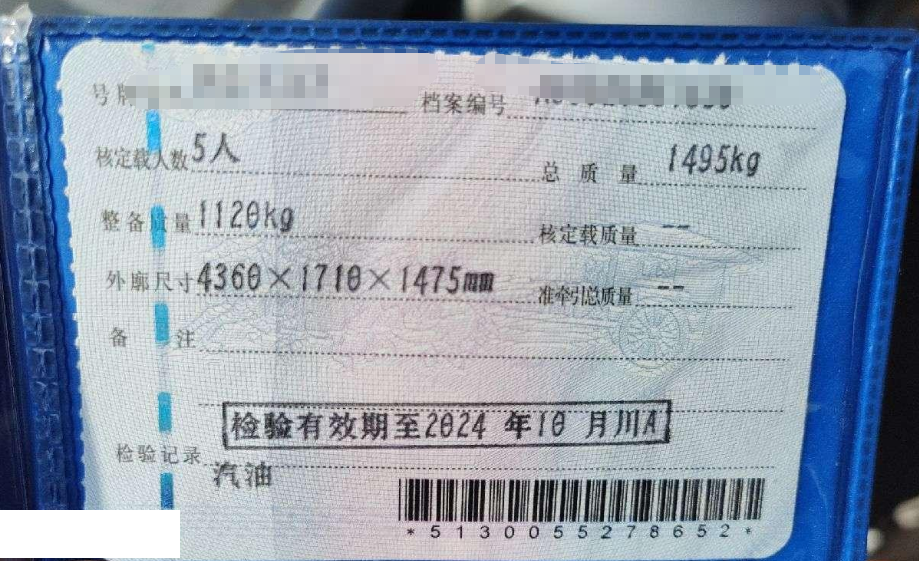 号牌
档案编号
核定载人数 5人
总质量 1495kg
整备质量 1120kg
核定载质量 --
外廓尺寸 4360×1710×1475mm
准牵引总质量 --
备注
检验有效期至2024年10月川A
检验记录
汽油
*5130055278652*